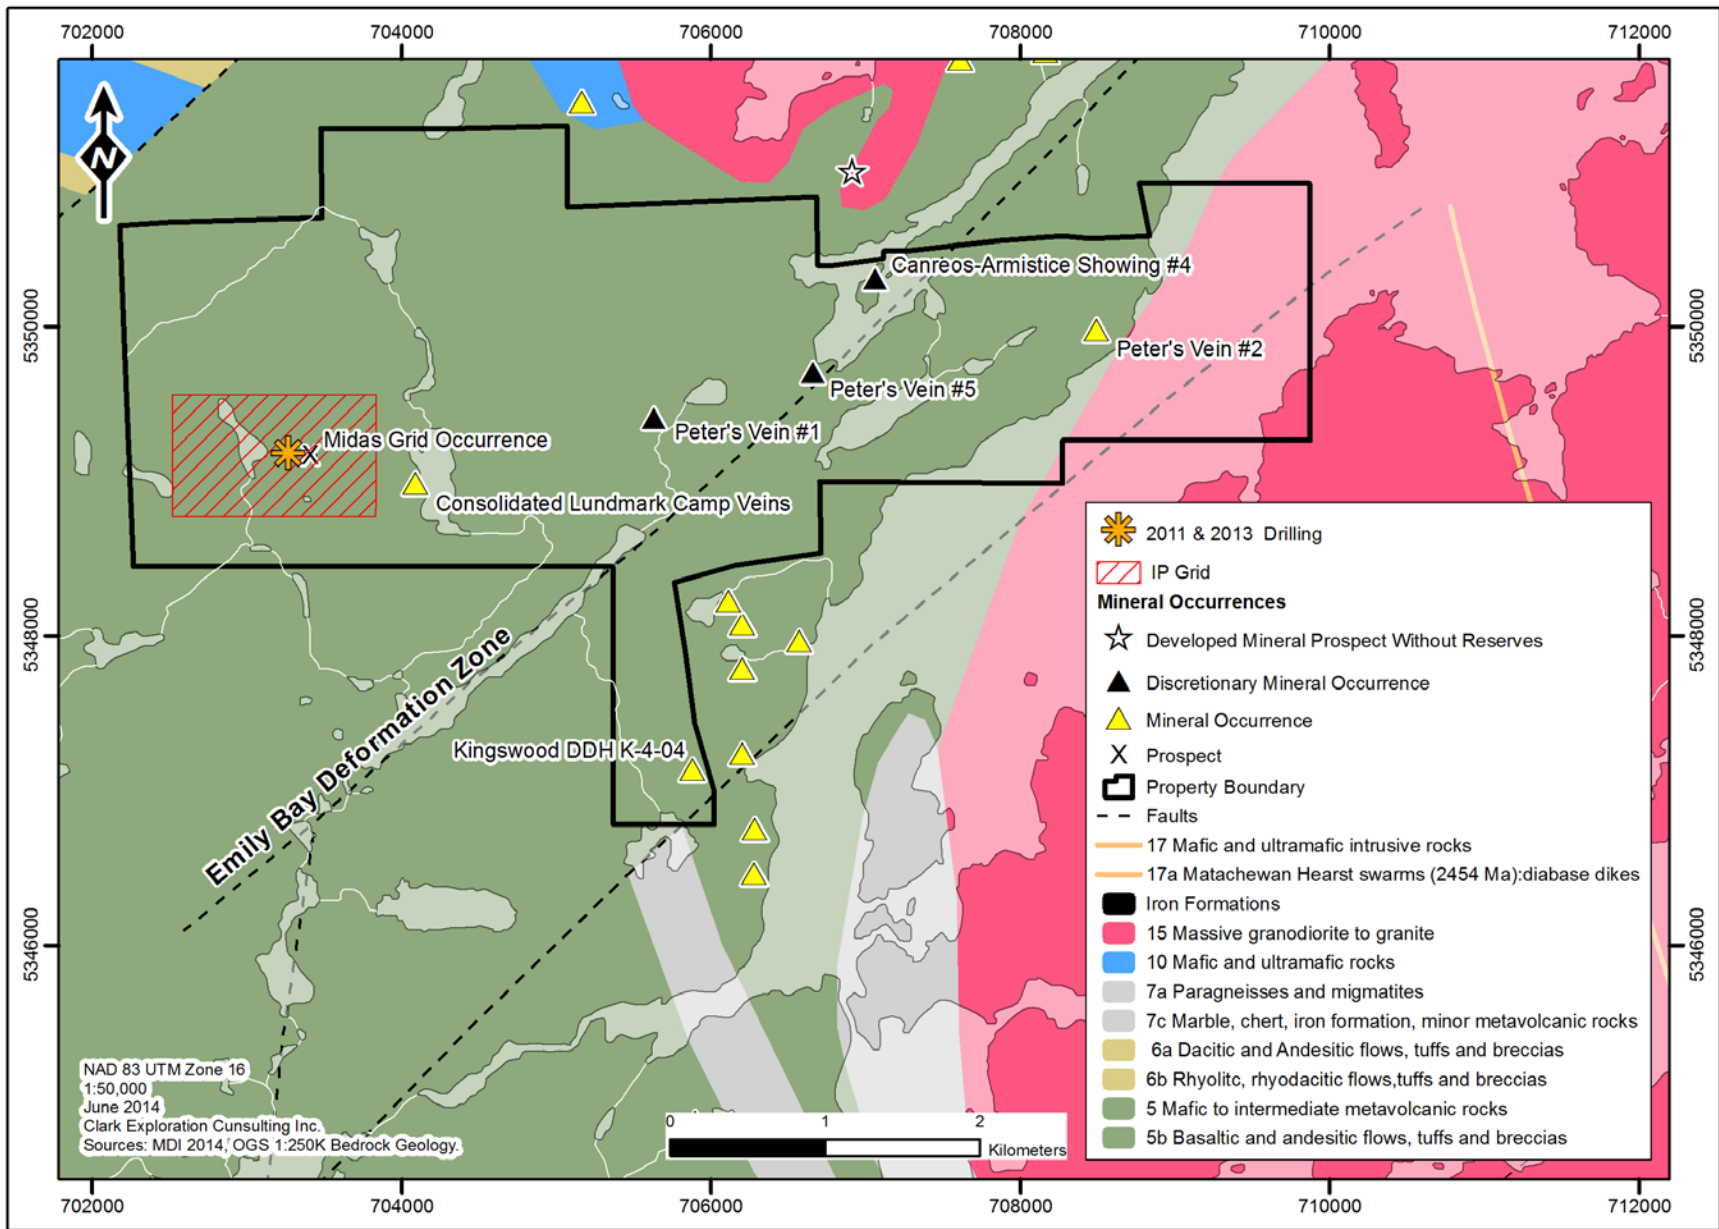 702000 704000 706000 708000 710000 712000
N
Canreos-Armistice Showing #4
5350000 5350000
Peter's Vein #2
Peter's Vein #5
Peter's Vein #1
Midas Grid Occurrence
Consolidated Lundmark Camp Veins
5348000 5348000
Emily Bay Deformation Zone
Kingswood DDH K-4-04
5346000 5346000
2011 & 2013 Drilling
IP Grid
Mineral Occurrences
Developed Mineral Prospect Without Reserves
Discretionary Mineral Occurrence
Mineral Occurrence
X Prospect
Property Boundary
Faults
17 Mafic and ultramafic intrusive rocks
17a Matachewan Hearst swarms (2454 Ma):diabase dikes
Iron Formations
15 Massive granodiorite to granite
10 Mafic and ultramafic rocks
7a Paragneisses and migmatites
7c Marble, chert, iron formation, minor metavolcanic rocks
6a Dacitic and Andesitic flows, tuffs and breccias
6b Rhyolitc, rhyodacitic flows,tuffs and breccias
5 Mafic to intermediate metavolcanic rocks
5b Basaltic and andesitic flows, tuffs and breccias
NAD 83 UTM Zone 16
1:50,000
June 2014
Clark Exploration Cunsulting Inc.
Sources: MDI 2014, OGS 1:250K Bedrock Geology.
0 1 2
Kilometers
702000 704000 706000 708000 710000 712000